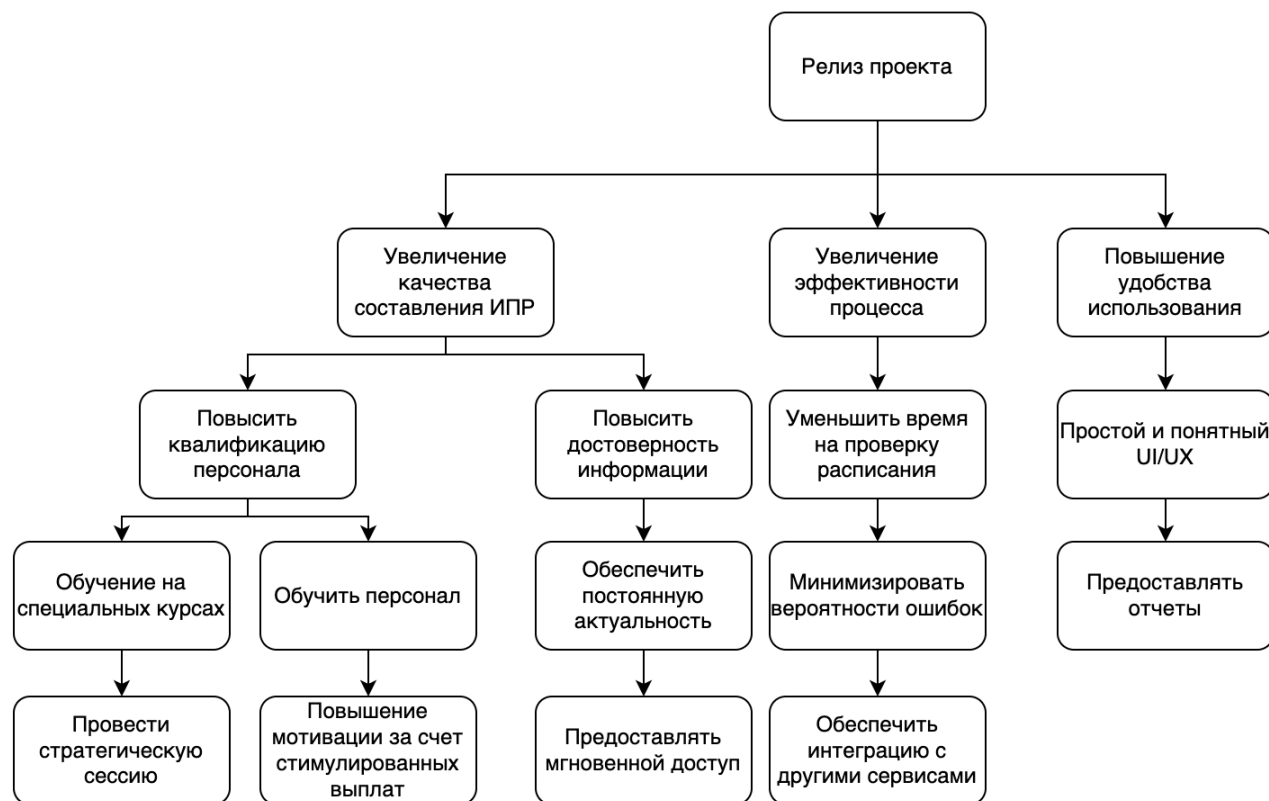 Релиз проекта
Увеличение
качества
составления ИПР
Увеличение
эффективности
процесса
Повышение
удобства
использования
Повысить
квалификацию
персонала
Повысить
достоверность
информации
Уменьшить время
на проверку
расписания
Простой и понятный
UI/UX
Обучение на
специальных курсах
Обучить персонал
Обеспечить
постоянную
актуальность
Минимизировать
вероятности ошибок
Предоставлять
отчеты
Провести
стратегическую
сессию
Повышение
мотивации за счет
стимулированных
выплат
Предоставлять
мгновенной доступ
Обеспечить
интеграцию с
другими сервисами